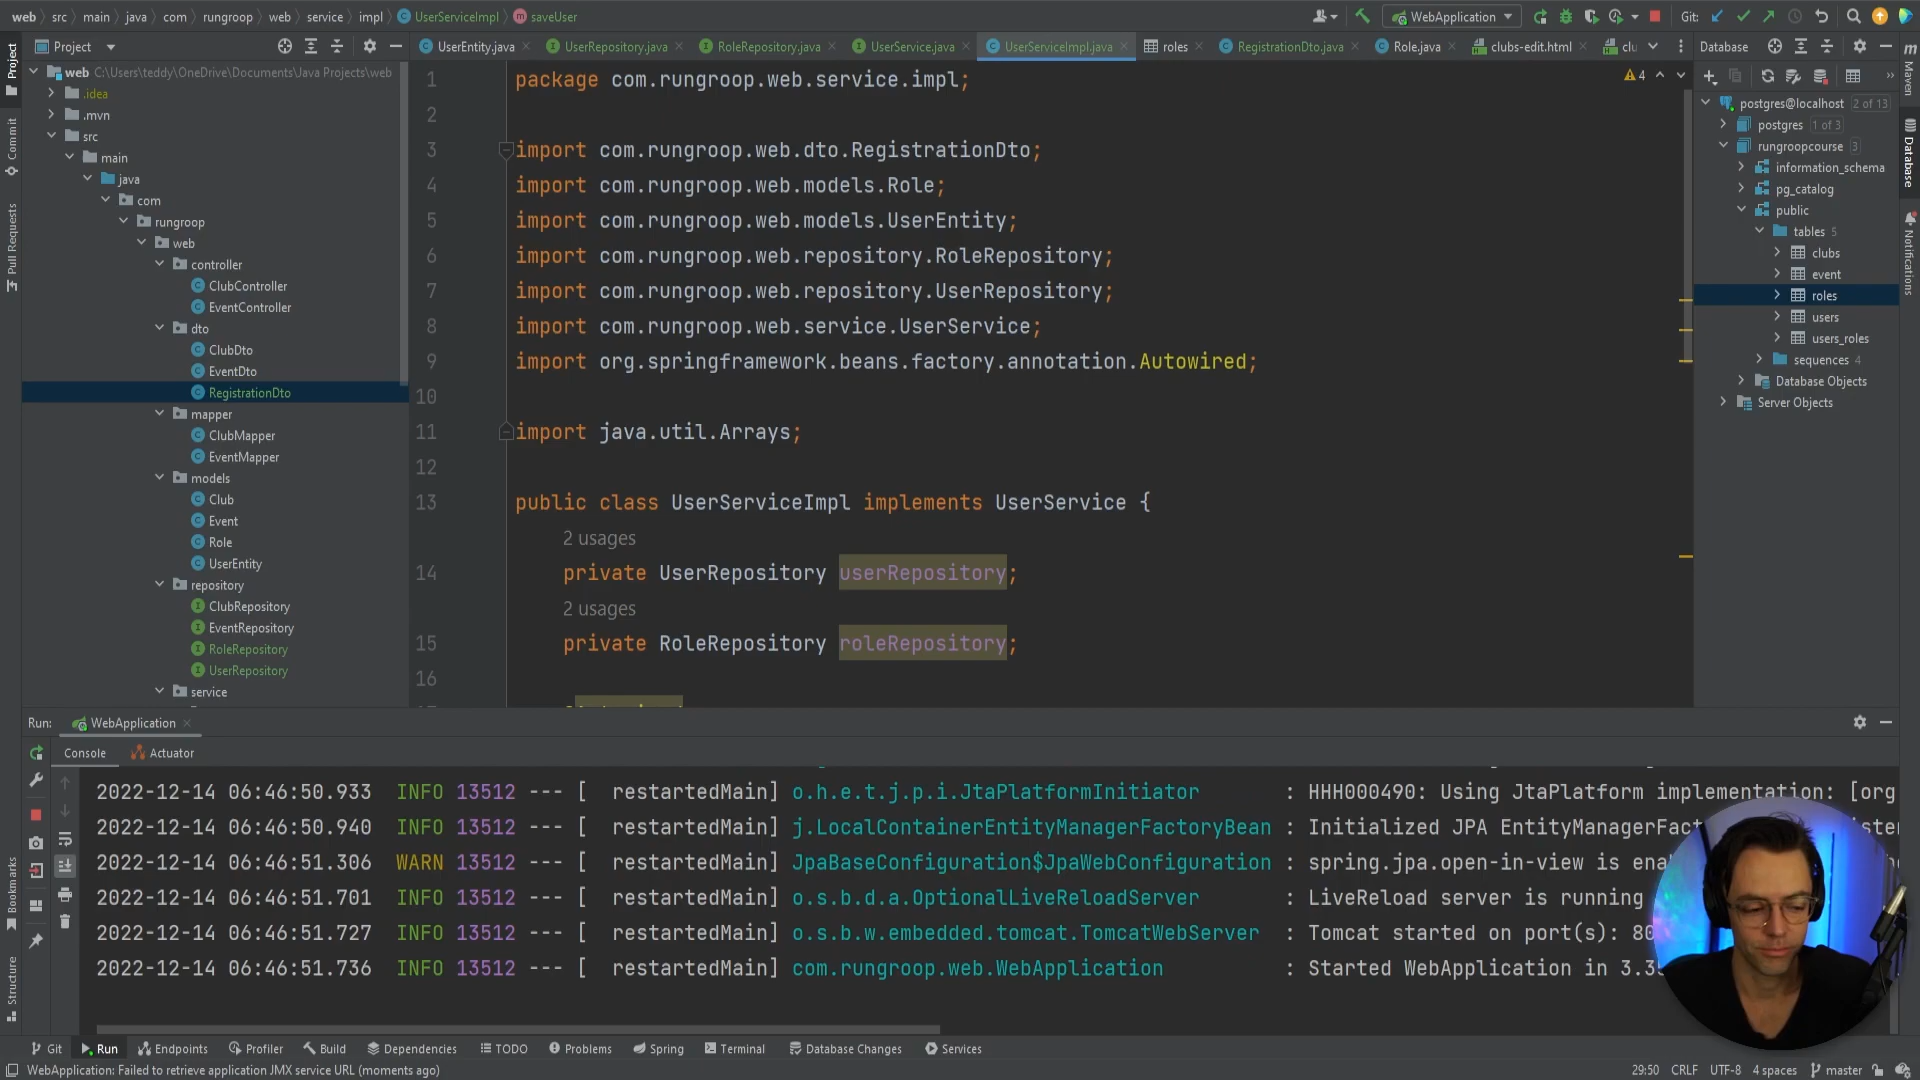 web src main java com rungroop web service impl UserServiceImpl saveUser WebApplication Git:
Project
UserEntity.java UserRepository.java RoleRepository.java UserService.java UserServiceImpl.java roles RegistrationDto.java Role.java clubs-edit.html clu Database
web C:\Users\teddy\OneDrive\Documents\Java Projects\web
.idea
.mvn
src
main
java
com
rungroop
web
controller
ClubController
EventController
dto
ClubDto
EventDto
RegistrationDto
mapper
ClubMapper
EventMapper
models
Club
Event
Role
UserEntity
repository
ClubRepository
EventRepository
RoleRepository
UserRepository
service
Project
Commit
Pull Requests
Bookmarks
Structure
1 package com.rungroop.web.service.impl;
2
3 import com.rungroop.web.dto.RegistrationDto;
4 import com.rungroop.web.models.Role;
5 import com.rungroop.web.models.UserEntity;
6 import com.rungroop.web.repository.RoleRepository;
7 import com.rungroop.web.repository.UserRepository;
8 import com.rungroop.web.service.UserService;
9 import org.springframework.beans.factory.annotation.Autowired;
10
11 import java.util.Arrays;
12
13 public class UserServiceImpl implements UserService {
2 usages
14 private UserRepository userRepository;
2 usages
15 private RoleRepository roleRepository;
16
4
postgres@localhost 2 of 13
postgres 1 of 3
rungroopcourse 3
information_schema
pg_catalog
public
tables 5
clubs
event
roles
users
users_roles
sequences 4
Database Objects
Server Objects
Maven
Database
Notifications
Run: WebApplication
Console Actuator
2022-12-14 06:46:50.933 INFO 13512 --- [ restartedMain] o.h.e.t.j.p.i.JtaPlatformInitiator : HHH000490: Using JtaPlatform implementation: [org
2022-12-14 06:46:50.940 INFO 13512 --- [ restartedMain] j.LocalContainerEntityManagerFactoryBean : Initialized JPA EntityManagerFact
2022-12-14 06:46:51.306 WARN 13512 --- [ restartedMain] JpaBaseConfiguration$JpaWebConfiguration : spring.jpa.open-in-view is ena
2022-12-14 06:46:51.701 INFO 13512 --- [ restartedMain] o.s.b.d.a.OptionalLiveReloadServer : LiveReload server is running
2022-12-14 06:46:51.727 INFO 13512 --- [ restartedMain] o.s.b.w.embedded.tomcat.TomcatWebServer : Tomcat started on port(s): 80
2022-12-14 06:46:51.736 INFO 13512 --- [ restartedMain] com.rungroop.web.WebApplication : Started WebApplication in 3.3
Git Run Endpoints Profiler Build Dependencies TODO Problems Spring Terminal Database Changes Services
WebApplication: Failed to retrieve application JMX service URL (moments ago) 29:50 CRLF UTF-8 4 spaces master